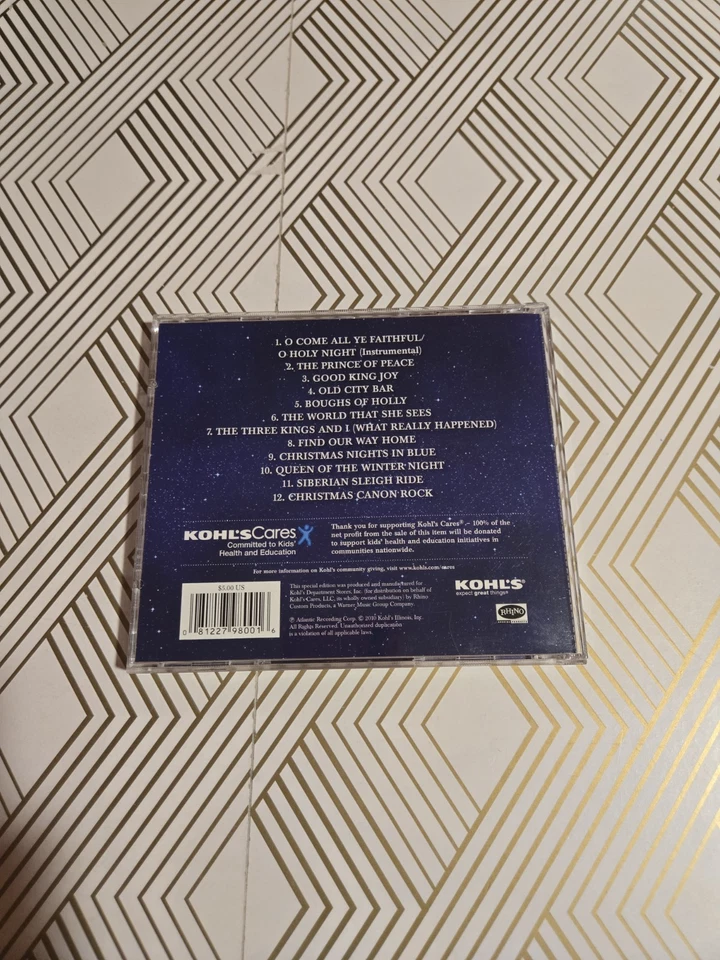 1. O COME ALL YE FAITHFUL/
O HOLY NIGHT (Instrumental)
2. THE PRINCE OF PEACE
3. GOOD KING JOY
4. OLD CITY BAR
5. BOUGHS OF HOLLY
6. THE WORLD THAT SHE SEES
7. THE THREE KINGS AND I (WHAT REALLY HAPPENED)
8. FIND OUR WAY HOME
9. CHRISTMAS NIGHTS IN BLUE
10. QUEEN OF THE WINTER NIGHT
11. SIBERIAN SLEIGH RIDE
12. CHRISTMAS CANON ROCK
KOHL'S Cares
Committed to Kids'
Health and Education
Thank you for supporting Kohl's Cares® – 100% of the
net profit from the sale of this item will be donated
to support kids' health and education initiatives in
communities nationwide.
For more information on Kohl's community giving, visit www.kohls.com/cares
$5.00 US
0 81227 98001 6
This special edition was produced and manufactured for
Kohl's Department Stores, Inc. (for distribution on behalf of
Kohl's Cares, LLC, its wholly owned subsidiary) by Rhino
Custom Products, a Warner Music Group Company.
℗ Atlantic Recording Corp. © 2010 Kohl's Illinois, Inc.
All Rights Reserved. Unauthorized duplication
is a violation of all applicable laws.
KOHL'S
expect great things®
RHINO